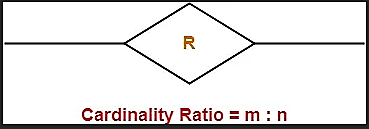 R
Cardinality Ratio = m : n